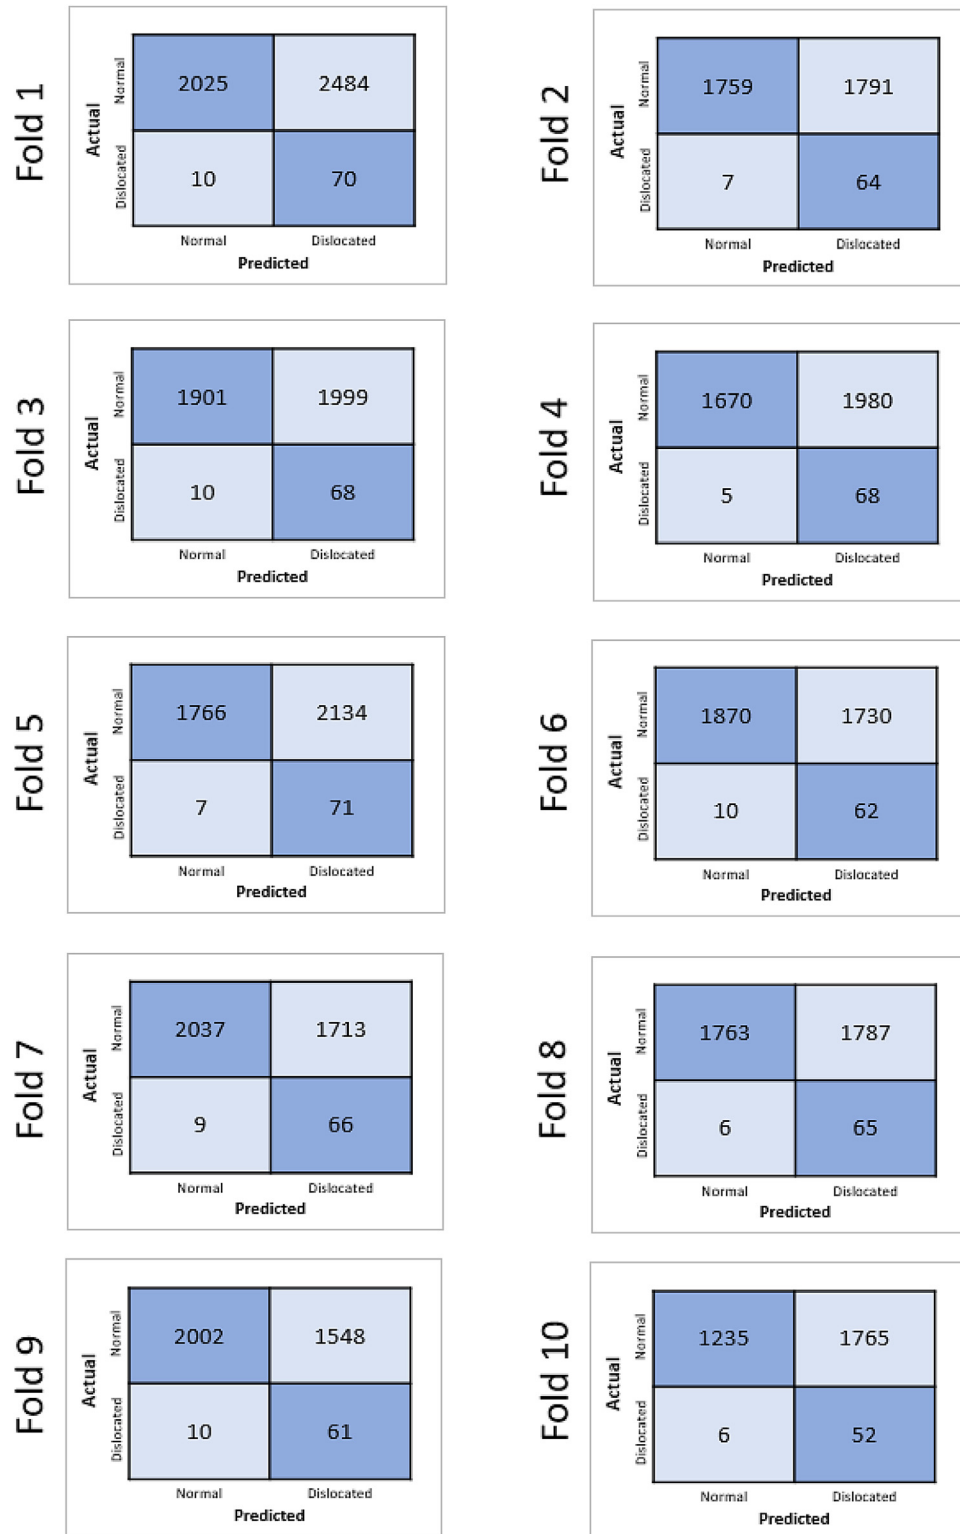 Fold 1
Actual
Normal
2025 2484
Dislocated
10 70
Normal Dislocated
Predicted
Fold 2
Actual
Normal
1759 1791
Dislocated
7 64
Normal Dislocated
Predicted
Fold 3
Actual
Normal
1901 1999
Dislocated
10 68
Normal Dislocated
Predicted
Fold 4
Actual
Normal
1670 1980
Dislocated
5 68
Normal Dislocated
Predicted
Fold 5
Actual
Normal
1766 2134
Dislocated
7 71
Normal Dislocated
Predicted
Fold 6
Actual
Normal
1870 1730
Dislocated
10 62
Normal Dislocated
Predicted
Fold 7
Actual
Normal
2037 1713
Dislocated
9 66
Normal Dislocated
Predicted
Fold 8
Actual
Normal
1763 1787
Dislocated
6 65
Normal Dislocated
Predicted
Fold 9
Actual
Normal
2002 1548
Dislocated
10 61
Normal Dislocated
Predicted
Fold 10
Actual
Normal
1235 1765
Dislocated
6 52
Normal Dislocated
Predicted